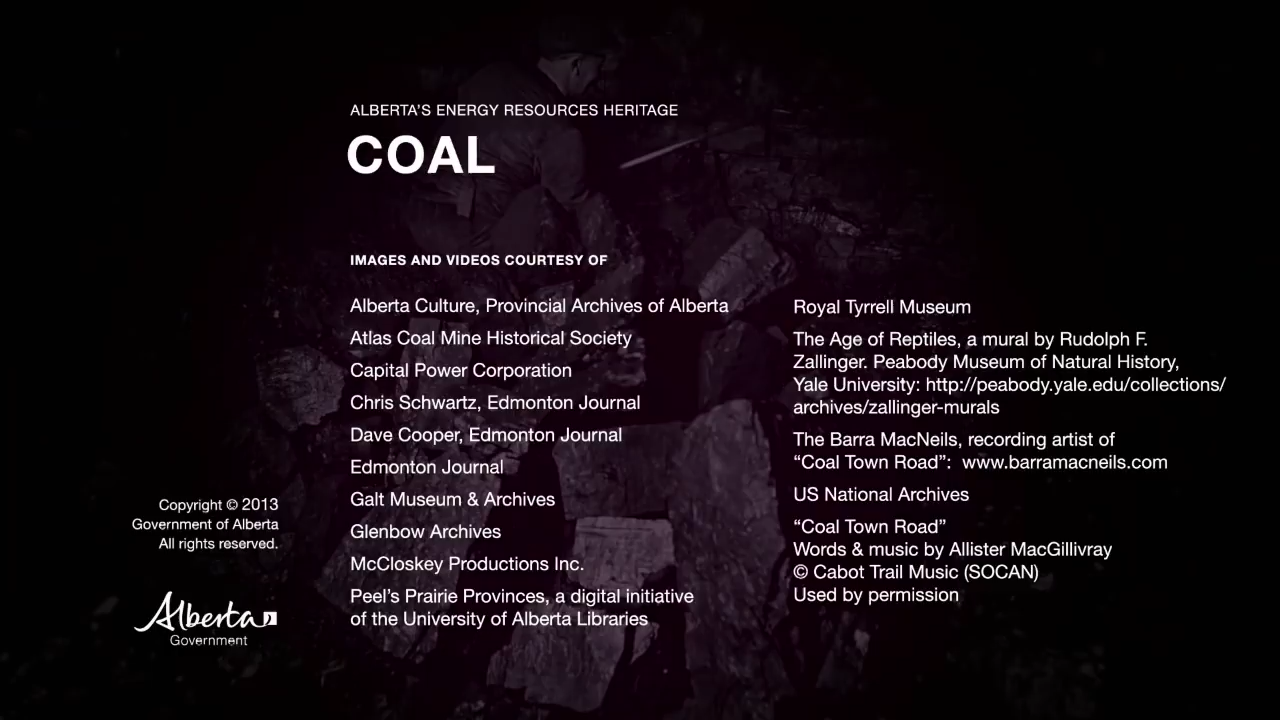 ALBERTA'S ENERGY RESOURCES HERITAGE
COAL
IMAGES AND VIDEOS COURTESY OF
Alberta Culture, Provincial Archives of Alberta
Atlas Coal Mine Historical Society
Capital Power Corporation
Chris Schwartz, Edmonton Journal
Dave Cooper, Edmonton Journal
Edmonton Journal
Galt Museum & Archives
Glenbow Archives
McCloskey Productions Inc.
Peel's Prairie Provinces, a digital initiative
of the University of Alberta Libraries
Royal Tyrrell Museum
The Age of Reptiles, a mural by Rudolph F.
Zallinger. Peabody Museum of Natural History,
Yale University: http://peabody.yale.edu/collections/
archives/zallinger-murals
The Barra MacNeils, recording artist of
“Coal Town Road”:  www.barramacneils.com
US National Archives
“Coal Town Road”
Words & music by Allister MacGillivray
© Cabot Trail Music (SOCAN)
Used by permission
Copyright © 2013
Government of Alberta
All rights reserved.
Alberta
Government